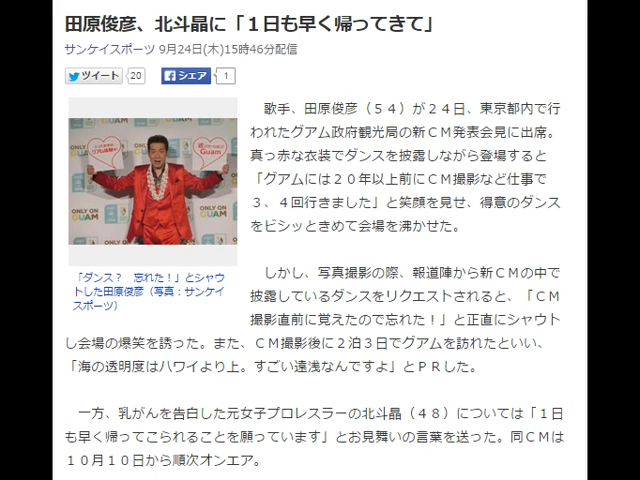 田原俊彦、北斗晶に「１日も早く帰ってきて」
サンケイスポーツ 9月24日(木)15時46分配信
ツイート 20 シェア 1
ONLY ON
GUAM
Guam
ONLY ON
GUAM
「ダンス？　忘れた！」とシャウ
トした田原俊彦（写真：サンケイ
スポーツ）
歌手、田原俊彦（５４）が２４日、東京都内で行
われたグアム政府観光局の新ＣＭ発表会見に出席。
真っ赤な衣装でダンスを披露しながら登場すると
「グアムには２０年以上前にＣＭ撮影など仕事で
３、４回行きました」と笑顔を見せ、得意のダンス
をビシッときめて会場を沸かせた。
しかし、写真撮影の際、報道陣から新ＣＭの中で
披露しているダンスをリクエストされると、「ＣＭ
撮影直前に覚えたので忘れた！」と正直にシャウト
し会場の爆笑を誘った。また、ＣＭ撮影後に２泊３日でグアムを訪れたといい、
「海の透明度はハワイより上。すごい遠浅なんですよ」とＰＲした。
一方、乳がんを告白した元女子プロレスラーの北斗晶（４８）については「１日
も早く帰ってこられることを願っています」とお見舞いの言葉を送った。同ＣＭは
１０月１０日から順次オンエア。